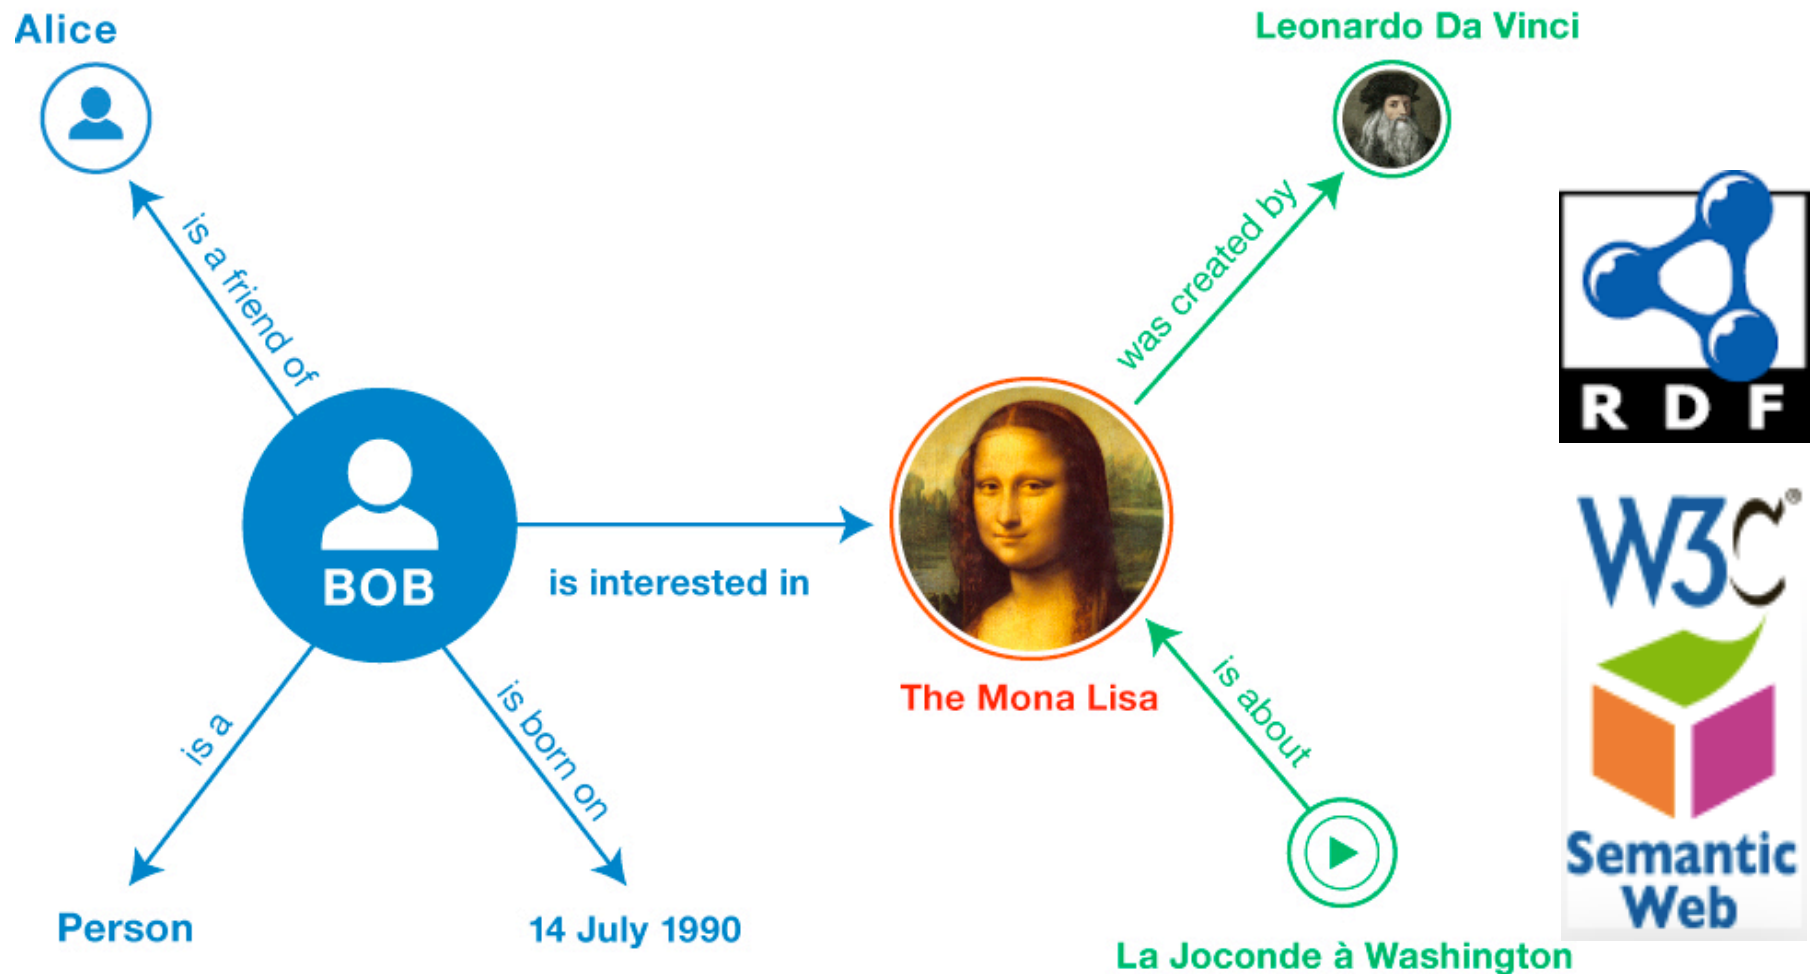 Alice
Leonardo Da Vinci
is a friend of
was created by
BOB
is interested in
The Mona Lisa
is a
is born on
is about
Person
14 July 1990
La Joconde à Washington
R D F
W3C®
Semantic
Web